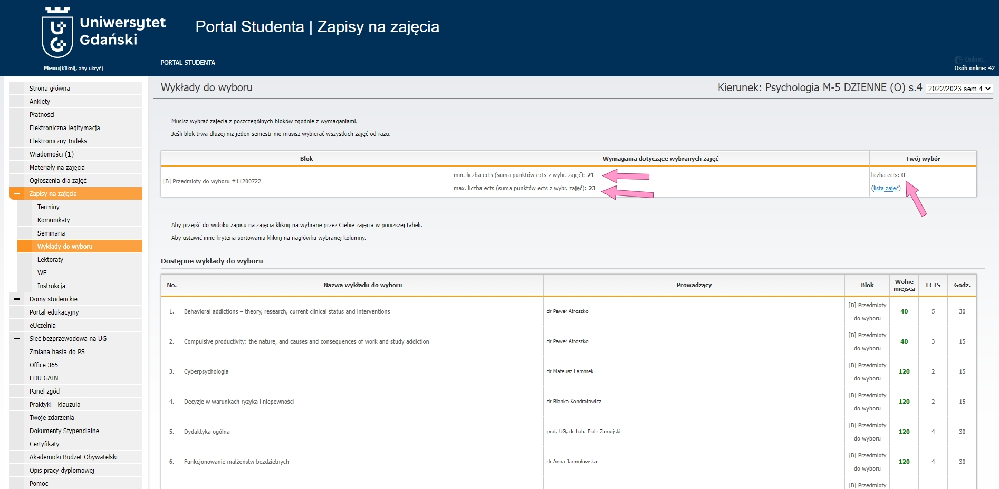 Uniwersytet
Gdański
Portal Studenta | Zapisy na zajęcia
Menu(Kliknij, aby ukryć)
PORTAL STUDENTA
Online..
Osób online: 42
Strona główna
Ankiety
Płatności
Elektroniczna legitymacja
Elektroniczny Indeks
Wiadomości (1)
Materiały na zajęcia
Ogłoszenia dla zajęć
Zapisy na zajęcia
Terminy
Komunikaty
Seminaria
Wykłady do wyboru
Lektoraty
WF
Instrukcja
Domy studenckie
Portal edukacyjny
eUczelnia
Sieć bezprzewodowa na UG
Zmiana hasła do PS
Office 365
EDU GAIN
Panel zgód
Praktyki - klauzula
Twoje zdarzenia
Dokumenty Stypendialne
Certyfikaty
Akademicki Budżet Obywatelski
Opis pracy dyplomowej
Pomoc
Wykłady do wyboru
Kierunek: Psychologia M-5 DZIENNE (O) s.4 2022/2023 sem.4
Musisz wybrać zajęcia z poszczególnych bloków zgodnie z wymaganiami.
Jeśli blok trwa dłuzej niż jeden semestr nie musisz wybierać wszystkich zajęć od razu.
Blok Wymagania dotyczące wybranych zajęć Twój wybór
[B] Przedmioty do wyboru #11200722
min. liczba ects (suma punktów ects z wybr. zajęć): 21
max. liczba ects (suma punktów ects z wybr. zajęć): 23
liczba ects: 0
(lista zajęć)
Aby przejść do widoku zapisu na zajęcia kliknij na wybrane przez Ciebie zajęcia w poniższej tabeli.
Aby ustawić inne kryteria sortowania kliknij na nagłówku wybranej kolumny.
Dostępne wykłady do wyboru
No. Nazwa wykładu do wyboru Prowadzący Blok Wolne miejsca ECTS Godz.
1. Behavioral addictions – theory, research, current clinical status and interventions dr Paweł Atroszko [B] Przedmioty do wyboru 40 5 30
2. Compulsive productivity: the nature, and causes and consequences of work and study addiction dr Paweł Atroszko [B] Przedmioty do wyboru 40 3 15
3. Cyberpsychologia dr Mateusz Lammek [B] Przedmioty do wyboru 120 2 15
4. Decyzje w warunkach ryzyka i niepewności dr Blanka Kondratowicz [B] Przedmioty do wyboru 120 2 15
5. Dydaktyka ogólna prof. UG, dr hab. Piotr Zamojski [B] Przedmioty do wyboru 120 4 30
6. Funkcjonowanie małżeństw bezdzietnych dr Anna Jarmołowska [B] Przedmioty do wyboru 120 4 30
[B] Przedmioty